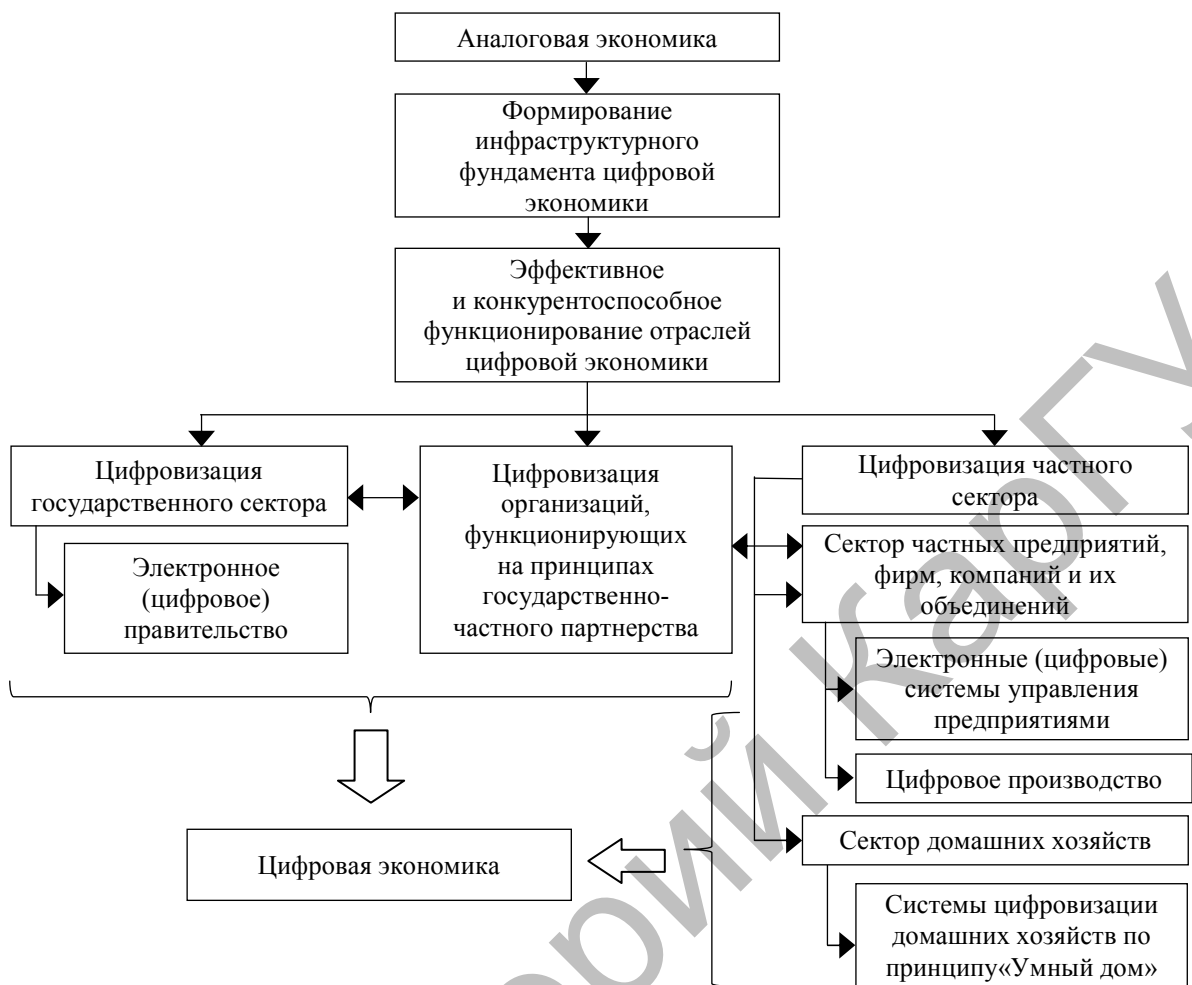 Аналоговая экономика
Формирование
инфраструктурного
фундамента цифровой
экономики
Эффективное
и конкурентоспособное
функционирование отраслей
цифровой экономики
Цифровизация
государственного сектора
Электронное
(цифровое)
правительство
Цифровизация
организаций,
функционирующих
на принципах
государственно-
частного партнерства
Цифровизация частного
сектора
Сектор частных предприятий,
фирм, компаний и их
объединений
Электронные (цифровые)
системы управления
предприятиями
Цифровое производство
Сектор домашних хозяйств
Системы цифровизации
домашних хозяйств по
принципу«Умный дом»
Цифровая экономика
орий КарГУ